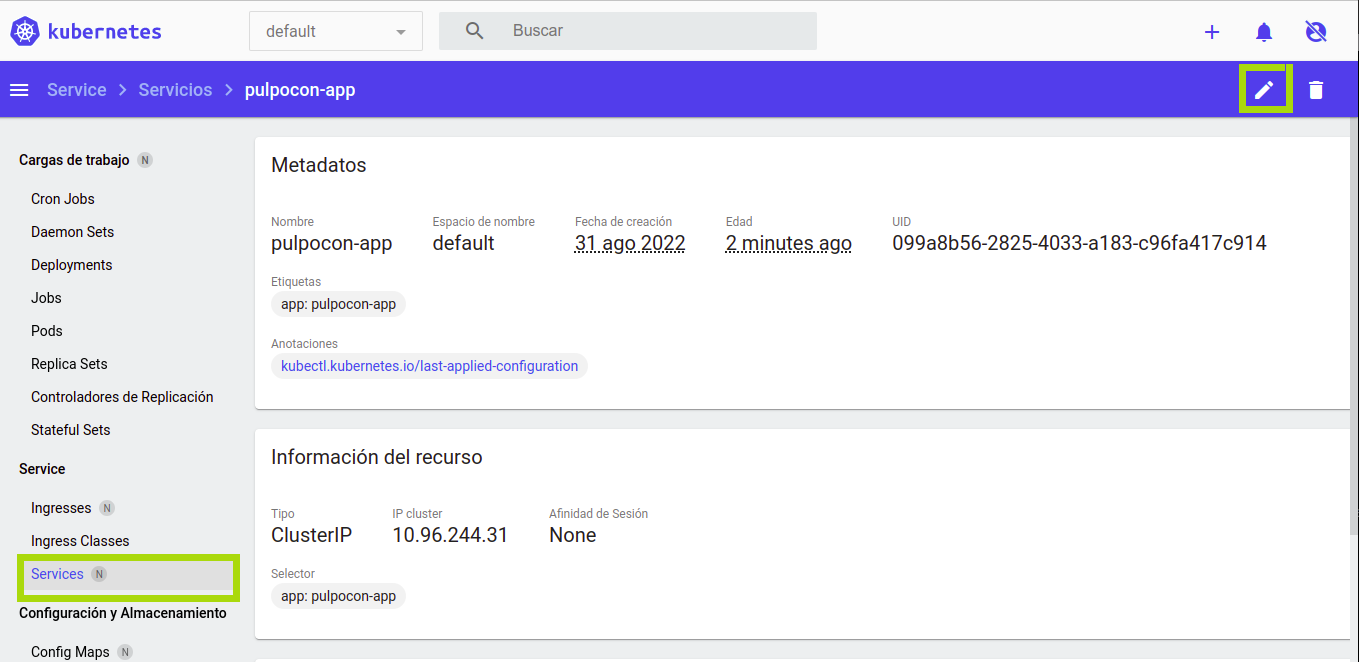 kubernetes
default
Buscar
Service
Servicios
pulpocon-app
Cargas de trabajo N
Cron Jobs
Daemon Sets
Deployments
Jobs
Pods
Replica Sets
Controladores de Replicación
Stateful Sets
Service
Ingresses N
Ingress Classes
Services N
Configuración y Almacenamiento
Config Maps N
Metadatos
Nombre
pulpocon-app
Espacio de nombre
default
Fecha de creación
31 ago 2022
Edad
2 minutes ago
UID
099a8b56-2825-4033-a183-c96fa417c914
Etiquetas
app: pulpocon-app
Anotaciones
kubectl.kubernetes.io/last-applied-configuration
Información del recurso
Tipo
ClusterIP
IP cluster
10.96.244.31
Afinidad de Sesión
None
Selector
app: pulpocon-app